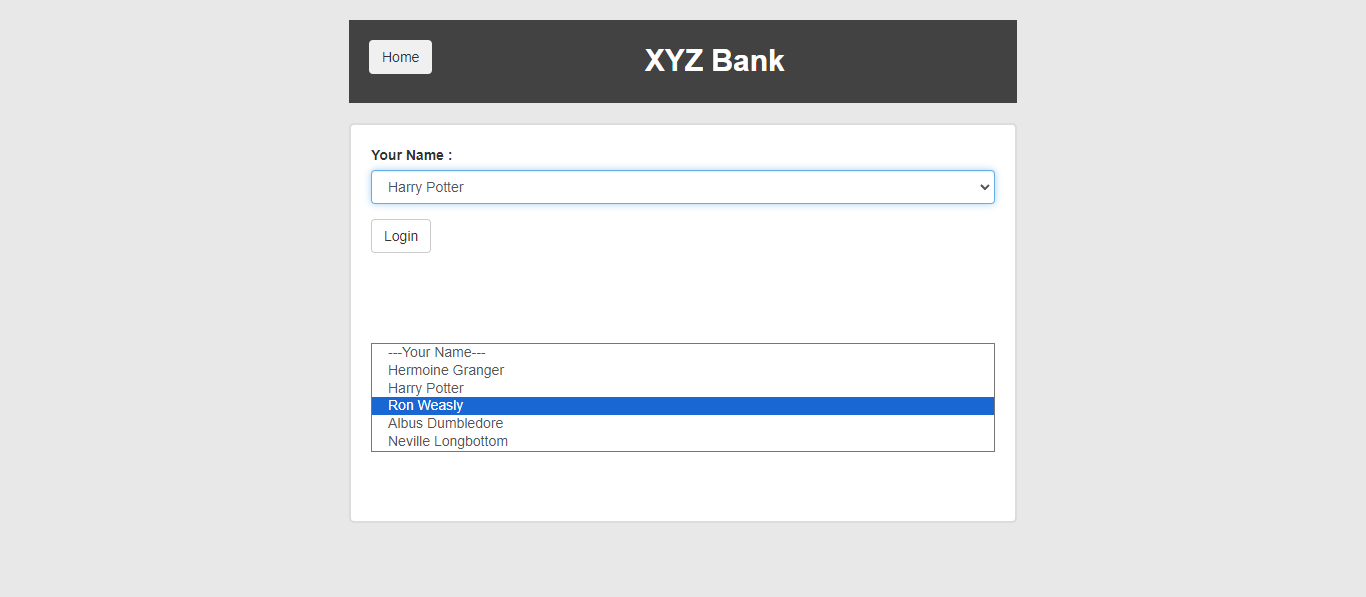 Home
XYZ Bank
Your Name :
Harry Potter
Login
---Your Name---
Hermoine Granger
Harry Potter
Ron Weasly
Albus Dumbledore
Neville Longbottom